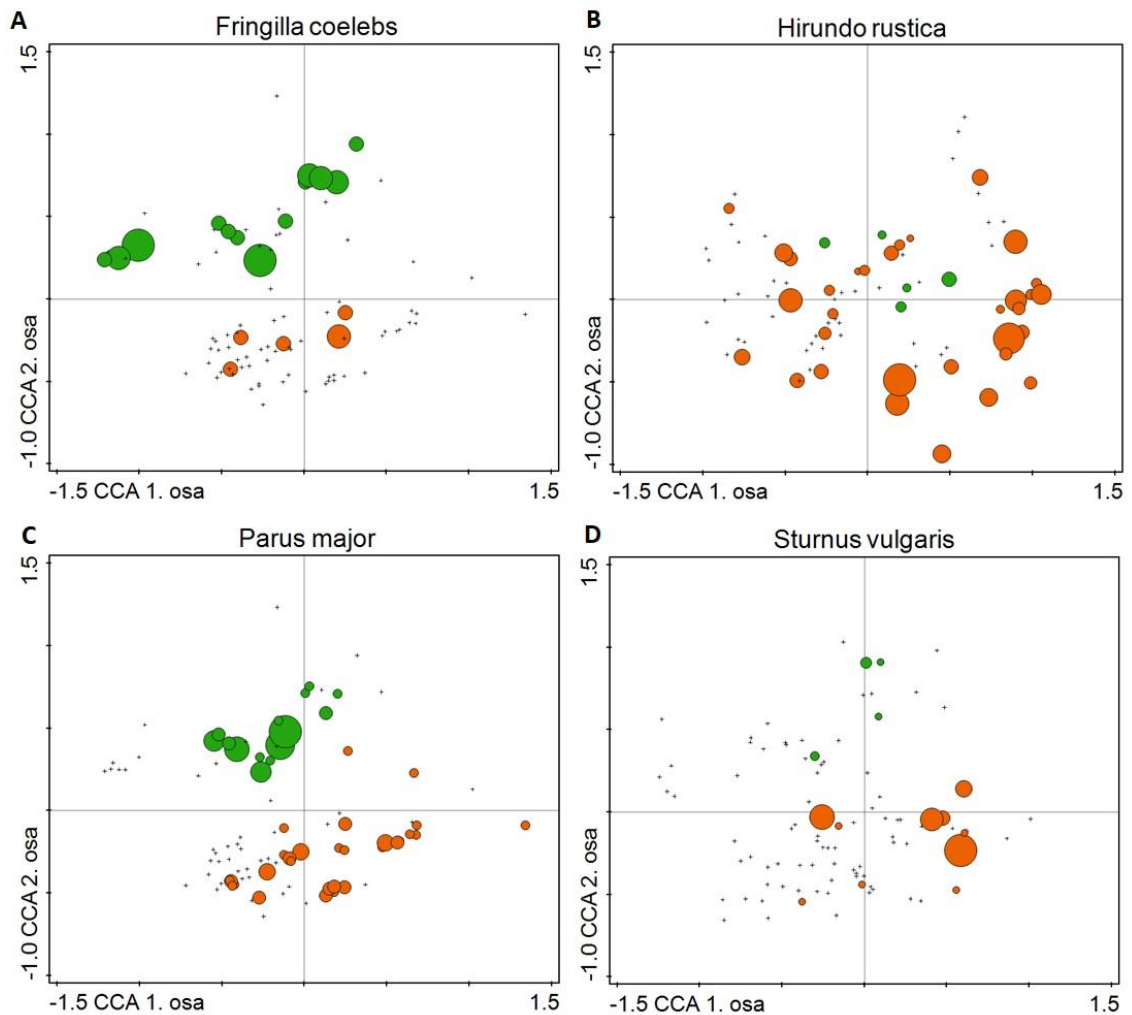 A
Fringilla coelebs
1.5
-1.0 CCA 2. osa
-1.5 CCA 1. osa
1.5
B
Hirundo rustica
1.5
-1.0 CCA 2. osa
-1.5 CCA 1. osa
1.5
C
Parus major
1.5
-1.0 CCA 2. osa
-1.5 CCA 1. osa
1.5
D
Sturnus vulgaris
1.5
-1.0 CCA 2. osa
-1.5 CCA 1. osa
1.5